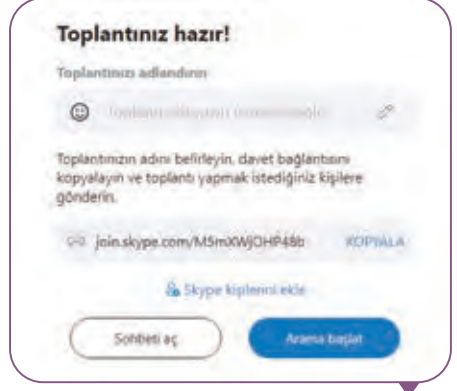 Toplantınız hazır!
Toplantınızı adlandırın
Toplantınızın adını belirleyin, davet bağlantısını
kopyalayın ve toplantı yapmak istediğiniz kişilere
gönderin.
join.skype.com/M5mXWjOHP48b KOPYALA
Skype kişilerini ekle
Sohbeti aç
Arama başlat